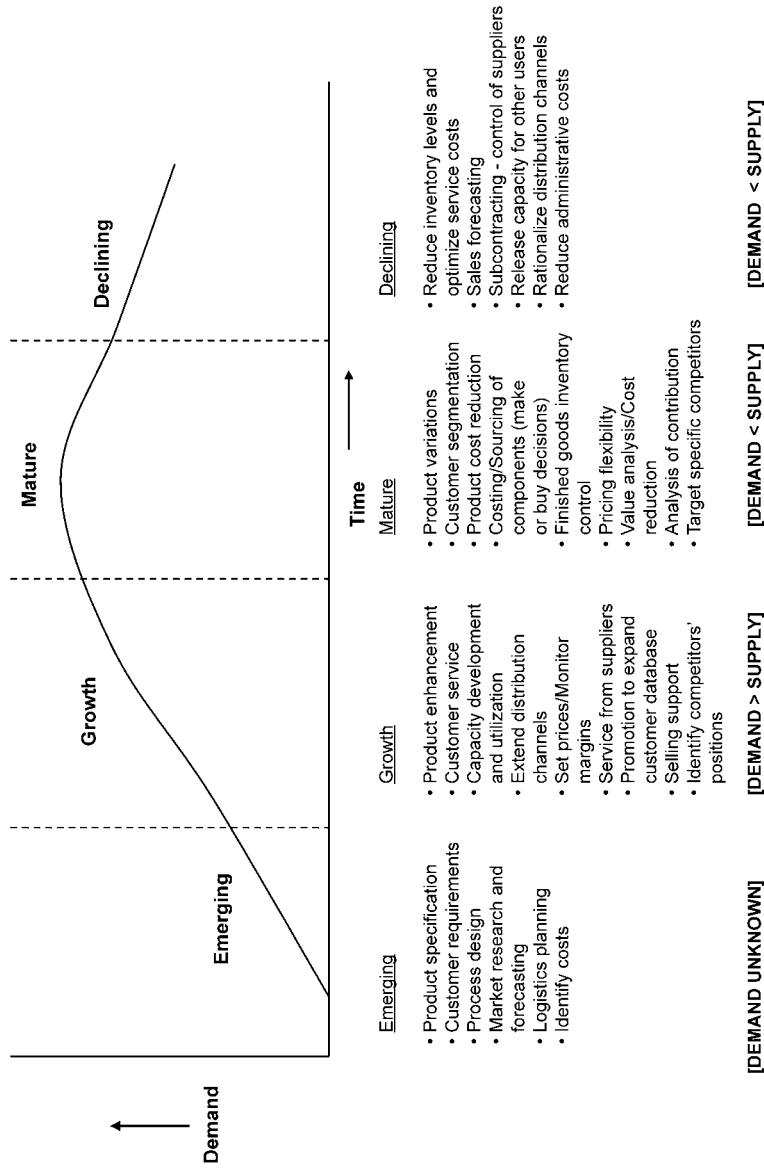 Demand
Emerging
Growth
Mature
Declining
Time
Emerging
• Product specification
• Customer requirements
• Process design
• Market research and
forecasting
• Logistics planning
• Identify costs
[DEMAND UNKNOWN]
Growth
• Product enhancement
• Customer service
• Capacity development
and utilization
• Extend distribution
channels
• Set prices/Monitor
margins
• Service from suppliers
• Promotion to expand
customer database
• Selling support
• Identify competitors'
positions
[DEMAND > SUPPLY]
Mature
• Product variations
• Customer segmentation
• Product cost reduction
• Costing/Sourcing of
components (make
or buy decisions)
• Finished goods inventory
control
• Pricing flexibility
• Value analysis/Cost
reduction
• Analysis of contribution
• Target specific competitors
[DEMAND < SUPPLY]
Declining
• Reduce inventory levels and
optimize service costs
• Sales forecasting
• Subcontracting - control of suppliers
• Release capacity for other users
• Rationalize distribution channels
• Reduce administrative costs
[DEMAND < SUPPLY]